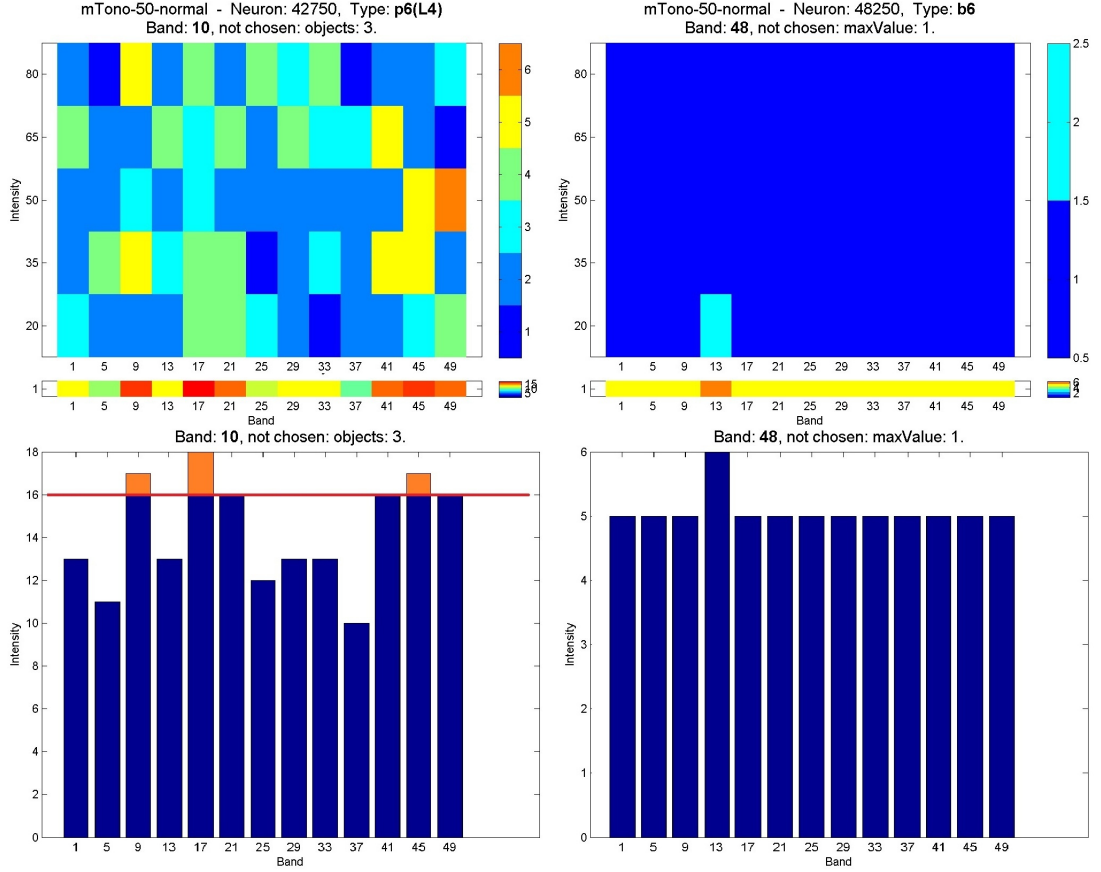 mTono-50-normal - Neuron: 42750, Type: p6(L4)
Band: 10, not chosen: objects: 3.
Intensity
80
65
50
35
20
1 5 9 13 17 21 25 29 33 37 41 45 49
6
5
4
3
2
1
1
1 5 9 13 17 21 25 29 33 37 41 45 49
Band
15
10
5
mTono-50-normal - Neuron: 48250, Type: b6
Band: 48, not chosen: maxValue: 1.
Intensity
80
65
50
35
20
1 5 9 13 17 21 25 29 33 37 41 45 49
2.5
2
1.5
1
0.5
1
1 5 9 13 17 21 25 29 33 37 41 45 49
Band
6
4
2
Band: 10, not chosen: objects: 3.
Intensity
18
16
14
12
10
8
6
4
2
0
1 5 9 13 17 21 25 29 33 37 41 45 49
Band
Band: 48, not chosen: maxValue: 1.
Intensity
6
5
4
3
2
1
0
1 5 9 13 17 21 25 29 33 37 41 45 49
Band